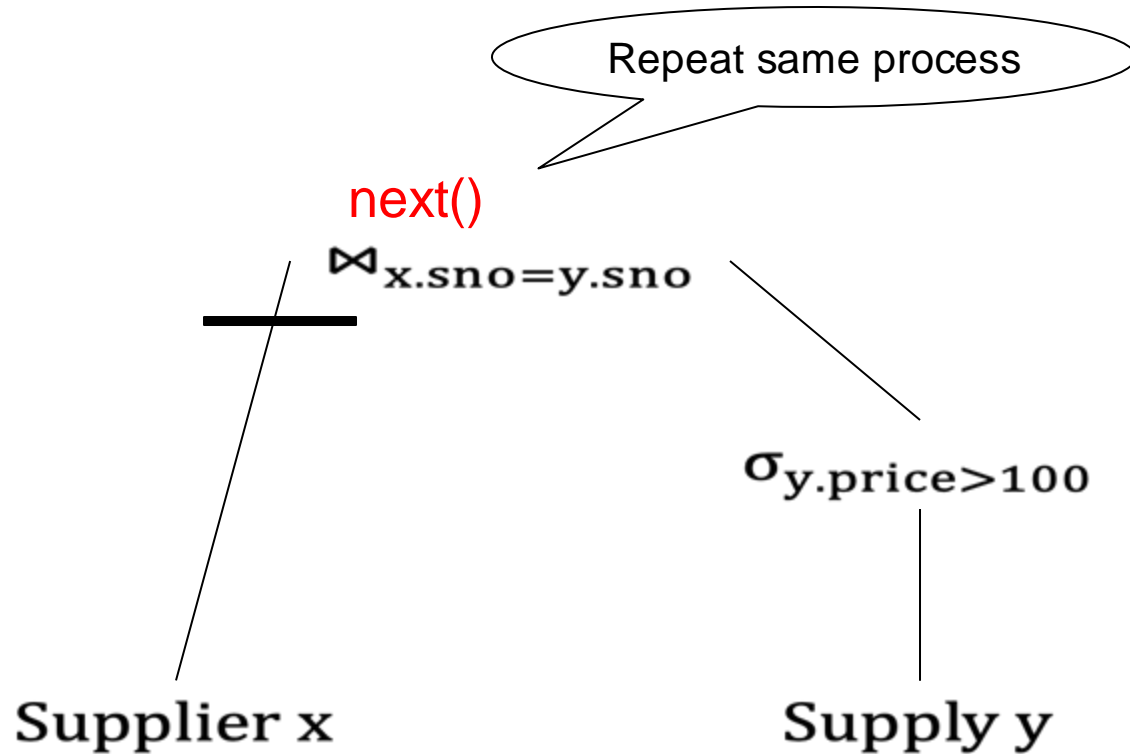 Repeat same process
next()
⋈x.sno=y.sno
σy.price>100
Supplier x
Supply y